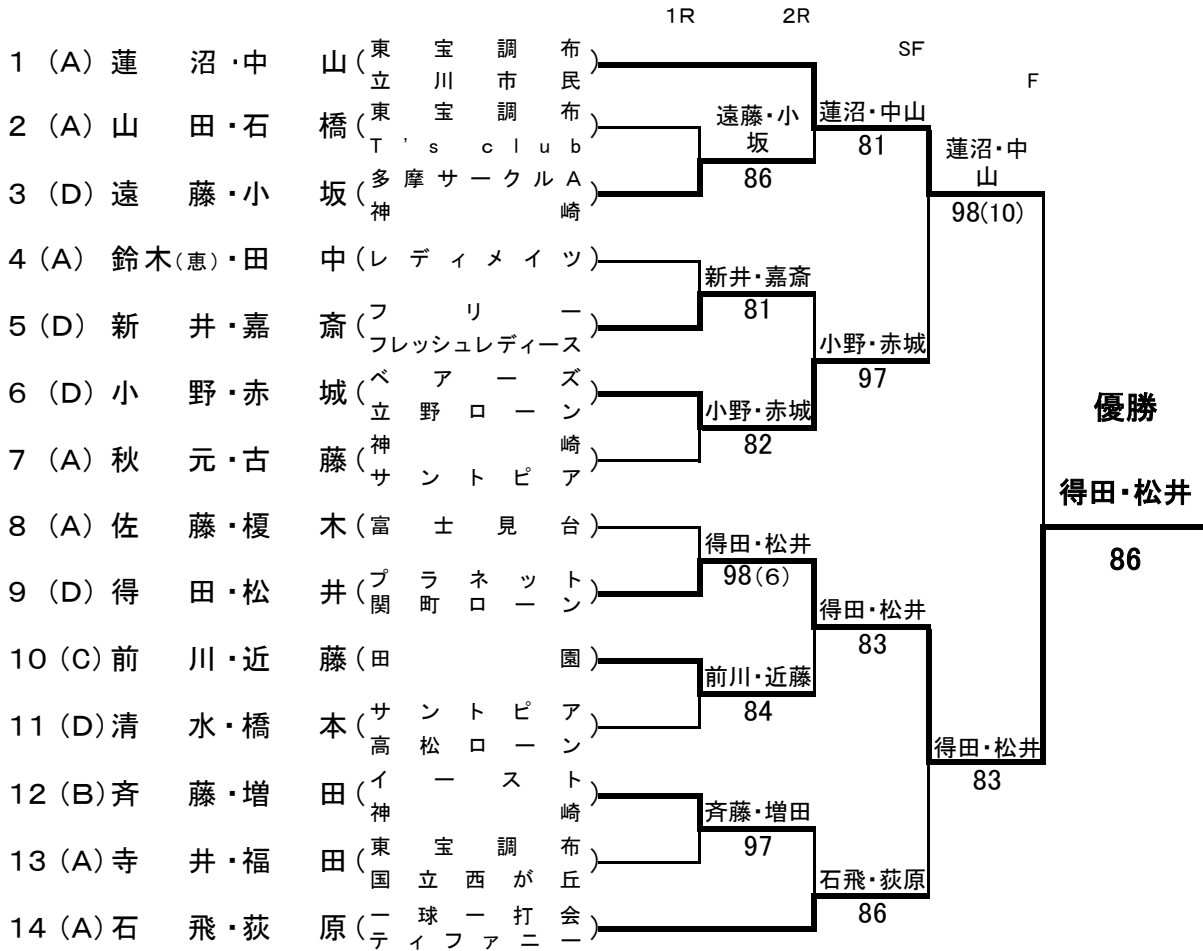 1R 2R
SF
F
1 (A) 蓮沼・中山 (東宝調布
立川市民)
2 (A) 山田・石橋 (東宝調布
T's club)
3 (D) 遠藤・小坂 (多摩サークルA
神崎)
4 (A) 鈴木(恵)・田中 (レディメイツ)
5 (D) 新井・嘉斎 (フリー
フレッシュレディース)
6 (D) 小野・赤城 (ベアーズ
立野ローン)
7 (A) 秋元・古藤 (神崎
サントピア)
8 (A) 佐藤・榎木 (富士見台)
9 (D) 得田・松井 (プラネット
関町ローン)
10 (C) 前川・近藤 (田園)
11 (D) 清水・橋本 (サントピア
高松ローン)
12 (B) 斉藤・増田 (イースト
神崎)
13 (A) 寺井・福田 (東宝調布
国立西が丘)
14 (A) 石飛・荻原 (一球一打会
ティファニー)
遠藤・小
坂
86
新井・嘉斎
81
小野・赤城
82
得田・松井
98(6)
前川・近藤
84
斉藤・増田
97
蓮沼・中山
81
小野・赤城
97
得田・松井
83
石飛・荻原
86
蓮沼・中
山
98(10)
得田・松井
83
優勝
得田・松井
86